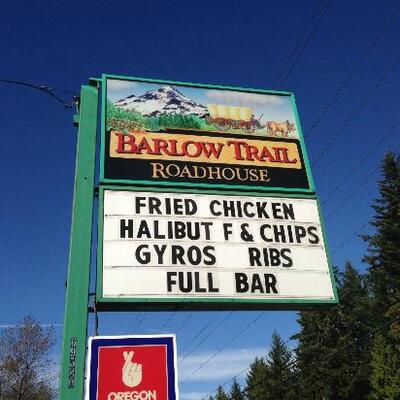 BARLOW TRAIL
ROADHOUSE
FRIED CHICKEN
HALIBUT F & CHIPS
GYROS RIBS
FULL BAR
OREGON